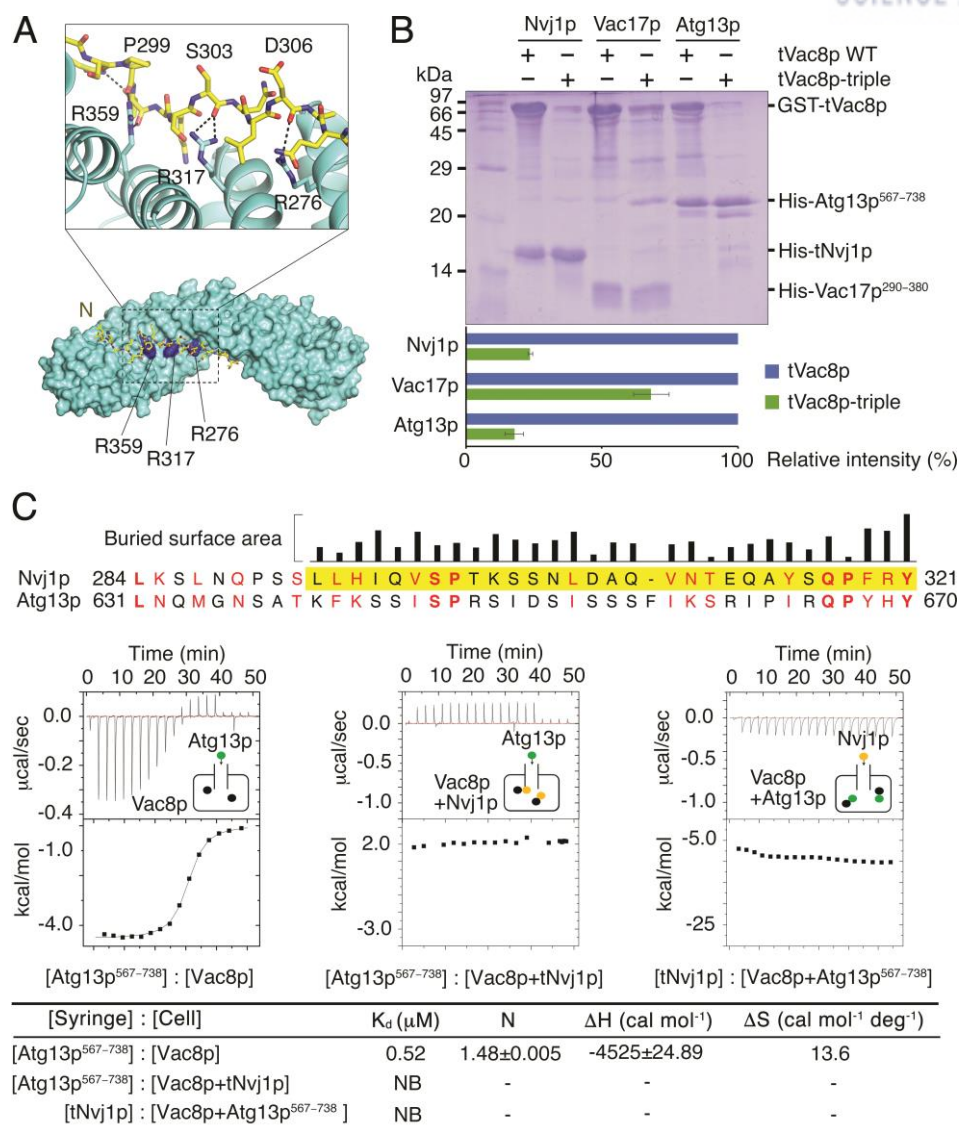 A
P299
S303
D306
R359
R317
R276
N
R359
R317
R276
B
Nvj1p Vac17p Atg13p
+ − + − + − tVac8p WT
− + − + − + tVac8p-triple
kDa
97
66
45
29
20
14
GST-tVac8p
His-Atg13p567–738
His-tNvj1p
His-Vac17p290–380
Nvj1p
Vac17p
Atg13p
tVac8p
tVac8p-triple
0 50 100 Relative intensity (%)
C
Buried surface area
Nvj1p 284 LKSLNQPSSLLHIQVSPTKSSNLDAQ-VNTEQAYSQPFRY 321
Atg13p 631 LNQMGNSATKFKSSISPRSIDSISSSFIKSRIPIRQPYHY 670
Time (min)
0 10 20 30 40 50
μcal/sec
0.0
-0.2
-0.4
Atg13p
Vac8p
kcal/mol
-1.0
-4.0
[Atg13p567–738] : [Vac8p]
Time (min)
0 10 20 30 40 50
μcal/sec
0.0
-0.5
-1.0
Atg13p
Vac8p
+Nvj1p
kcal/mol
2.0
-3.0
[Atg13p567–738] : [Vac8p+tNvj1p]
Time (min)
0 10 20 30 40 50
μcal/sec
0.0
-0.5
-1.0
Nvj1p
Vac8p
+Atg13p
kcal/mol
-5.0
-25
[tNvj1p] : [Vac8p+Atg13p567–738]
[Syringe] : [Cell] Kd (μM) N ΔH (cal mol-1) ΔS (cal mol-1 deg-1)
[Atg13p567–738] : [Vac8p] 0.52 1.48±0.005 -4525±24.89 13.6
[Atg13p567–738] : [Vac8p+tNvj1p] NB - - -
[tNvj1p] : [Vac8p+Atg13p567–738] NB - - -